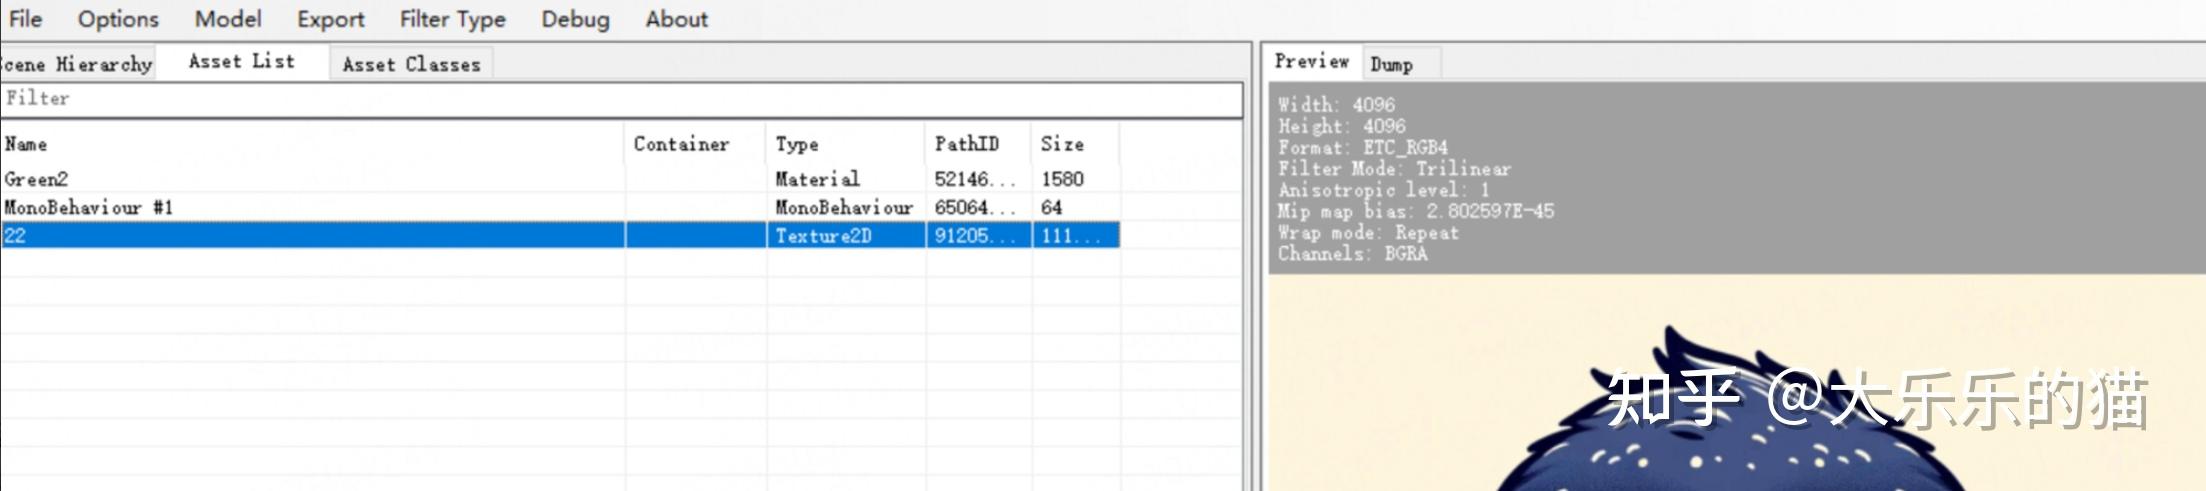 File Options Model Export Filter Type Debug About
cene Hierarchy Asset List Asset Classes
Filter
Name Container Type PathID Size
Green2 Material 52146... 1580
MonoBehaviour #1 MonoBehaviour 65064... 64
22 Texture2D 91205... 111...
Preview Dump
Width: 4096
Height: 4096
Format: ETC_RGB4
Filter Mode: Trilinear
Anisotropic level: 1
Mip map bias: 2.802597E-45
Wrap mode: Repeat
Channels: BGRA
知乎 @大乐乐的猫